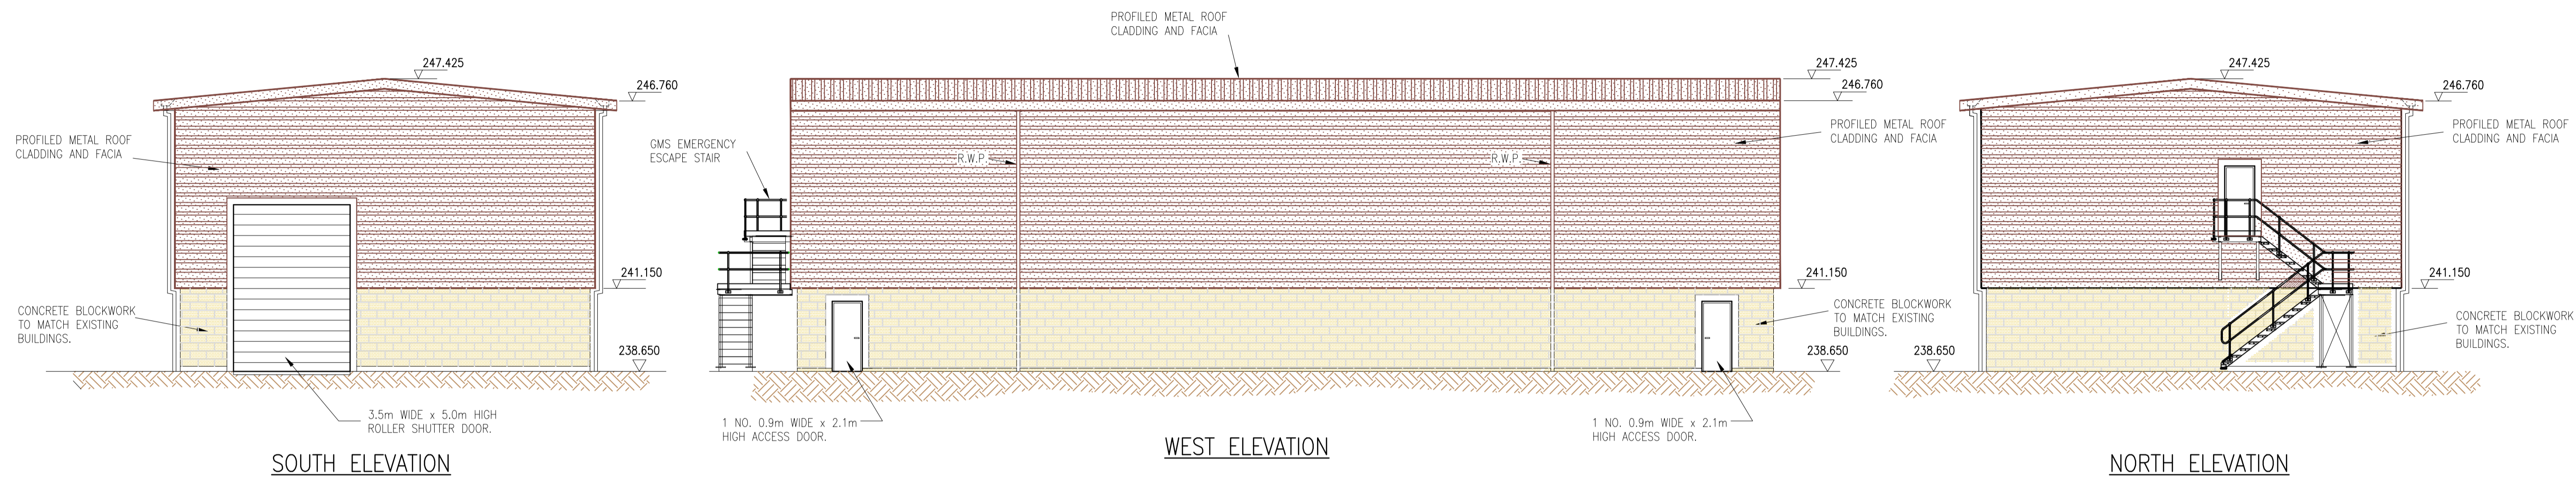 247.425
246.760
PROFILED METAL ROOF
CLADDING AND FACIA
241.150
CONCRETE BLOCKWORK
TO MATCH EXISTING
BUILDINGS.
238.650
3.5m WIDE x 5.0m HIGH
ROLLER SHUTTER DOOR.
SOUTH ELEVATION
PROFILED METAL ROOF
CLADDING AND FACIA
247.425
246.760
GMS EMERGENCY
ESCAPE STAIR
R.W.P.
R.W.P.
PROFILED METAL ROOF
CLADDING AND FACIA
241.150
CONCRETE BLOCKWORK
TO MATCH EXISTING
BUILDINGS.
238.650
1 NO. 0.9m WIDE x 2.1m
HIGH ACCESS DOOR.
1 NO. 0.9m WIDE x 2.1m
HIGH ACCESS DOOR.
WEST ELEVATION
247.425
246.760
PROFILED METAL ROOF
CLADDING AND FACIA
241.150
CONCRETE BLOCKWORK
TO MATCH EXISTING
BUILDINGS.
238.650
NORTH ELEVATION